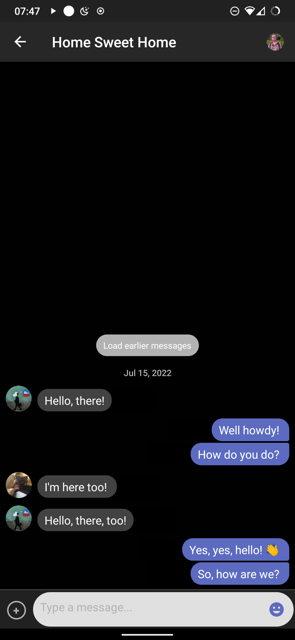 07:47
Home Sweet Home
Load earlier messages
Jul 15, 2022
Hello, there!
Well howdy!
How do you do?
I'm here too!
Hello, there, too!
Yes, yes, hello! 👋
So, how are we?
Type a message...